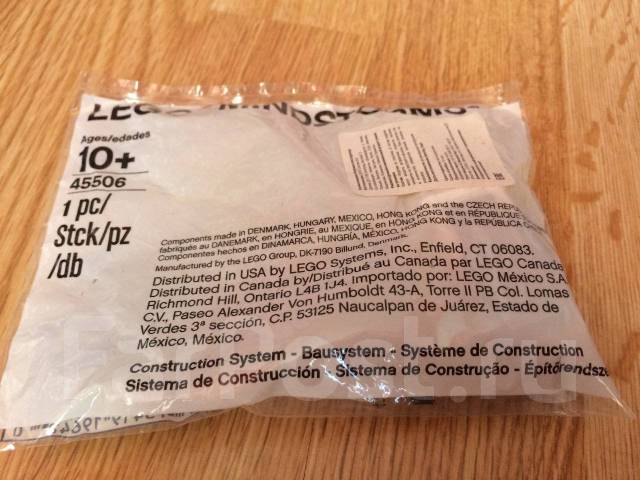 LEGO MINDSTORMS
Ages/edades
10+
45506
1 pc/
Stck/pz
/db
Components made in DENMARK, HUNGARY, MEXICO, HONG KONG and the CZECH REPU
fabriqués au DANEMARK, en HONGRIE, au MEXIQUE, en HONG KONG et en RÉPUBLIQUE
Componentes hechos en DINAMARCA, HUNGRÍA, MÉXICO, HONG KONG y la REPÚBLICA
Manufactured by the LEGO Group, DK-7190 Billund, Denmark.
Distributed in USA by LEGO Systems, Inc., Enfield, CT 06083.
Distributed in Canada by/Distribué au Canada par LEGO Canada
Richmond Hill, Ontario L4B 1J4. Importado por: LEGO México S.A.
C.V., Paseo Alexander Von Humboldt 43-A, Torre II PB Col. Lomas
Verdes 3ª sección, C.P. 53125 Naucalpan de Juárez, Estado de
México, México.
Construction System - Bausystem - Système de Construction
Sistema de Construcción - Sistema de Construção - Építőrendsze
FarPost.ru